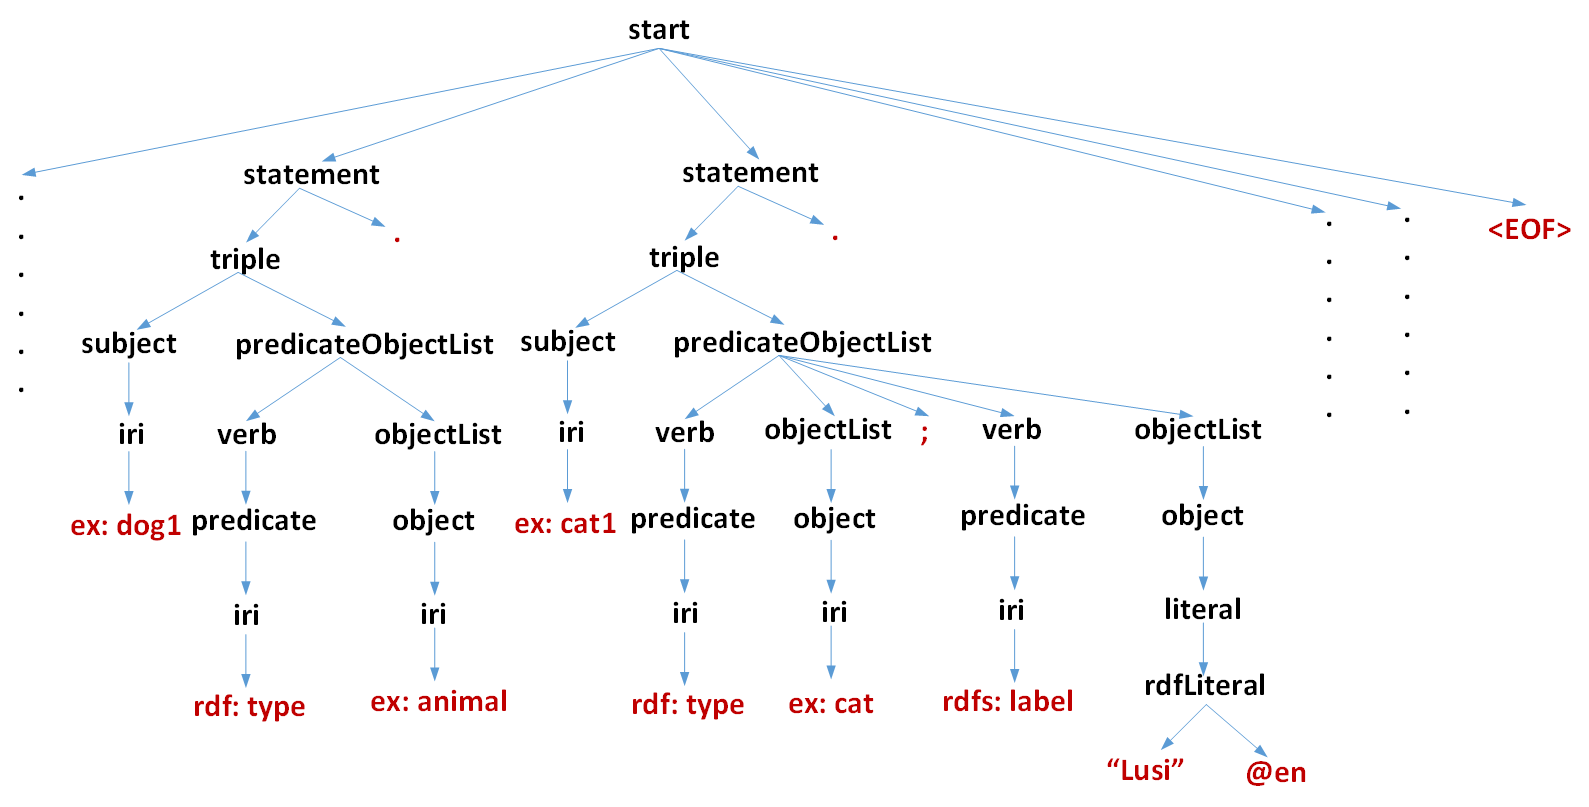 start
statement
statement
.
.
<EOF>
triple
triple
subject
predicateObjectList
subject
predicateObjectList
iri
verb
objectList
iri
verb
objectList
;
verb
objectList
ex: dog1
predicate
object
ex: cat1
predicate
object
predicate
object
iri
iri
iri
iri
iri
literal
rdf: type
ex: animal
rdf: type
ex: cat
rdfs: label
rdfLiteral
“Lusi”
@en